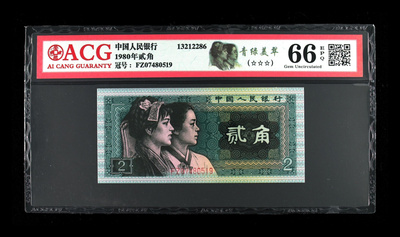 ACG
AI CANG GUARANTY
中国人民银行
1980年贰角
冠号：FZ07480519
13212286
青绿美翠
(☆☆☆)
66 EPQ
Gem Uncirculated
中国人民银行
贰角
FZ07480519
2
2